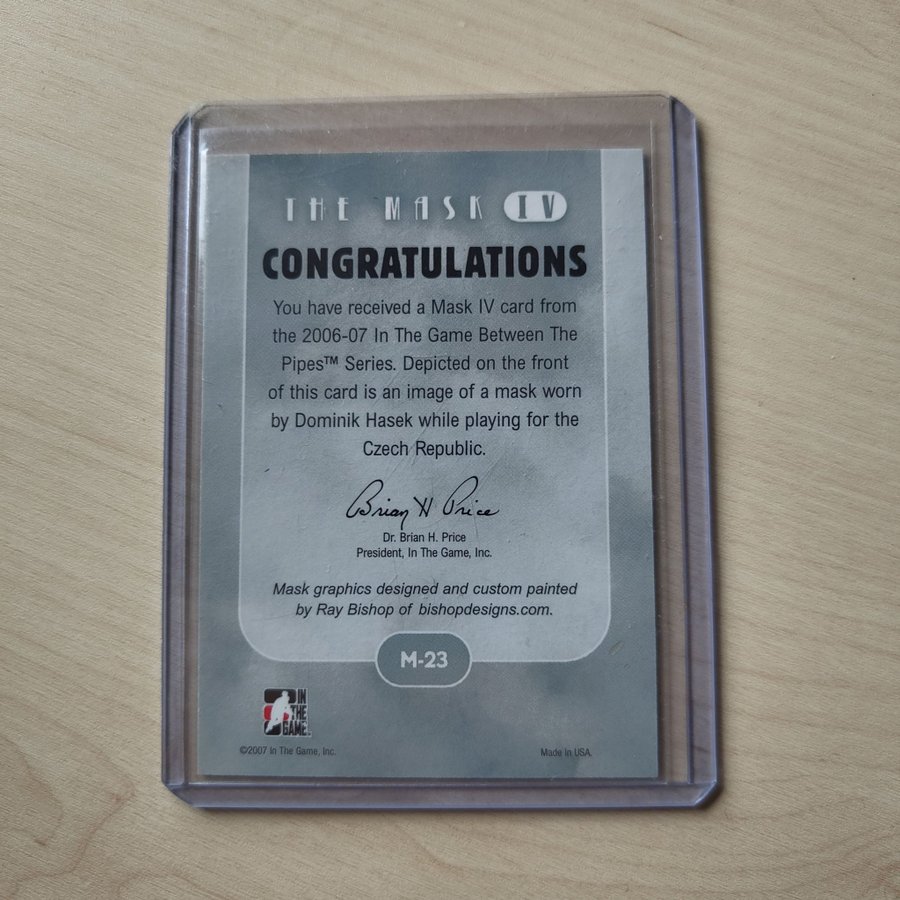 THE MASK IV
CONGRATULATIONS
You have received a Mask IV card from
the 2006-07 In The Game Between The
Pipes™ Series. Depicted on the front
of this card is an image of a mask worn
by Dominik Hasek while playing for the
Czech Republic.
Brian H Price
Dr. Brian H. Price
President, In The Game, Inc.
Mask graphics designed and custom painted
by Ray Bishop of bishopdesigns.com.
M-23
IN
THE
GAME
©2007 In The Game, Inc.
Made in USA.